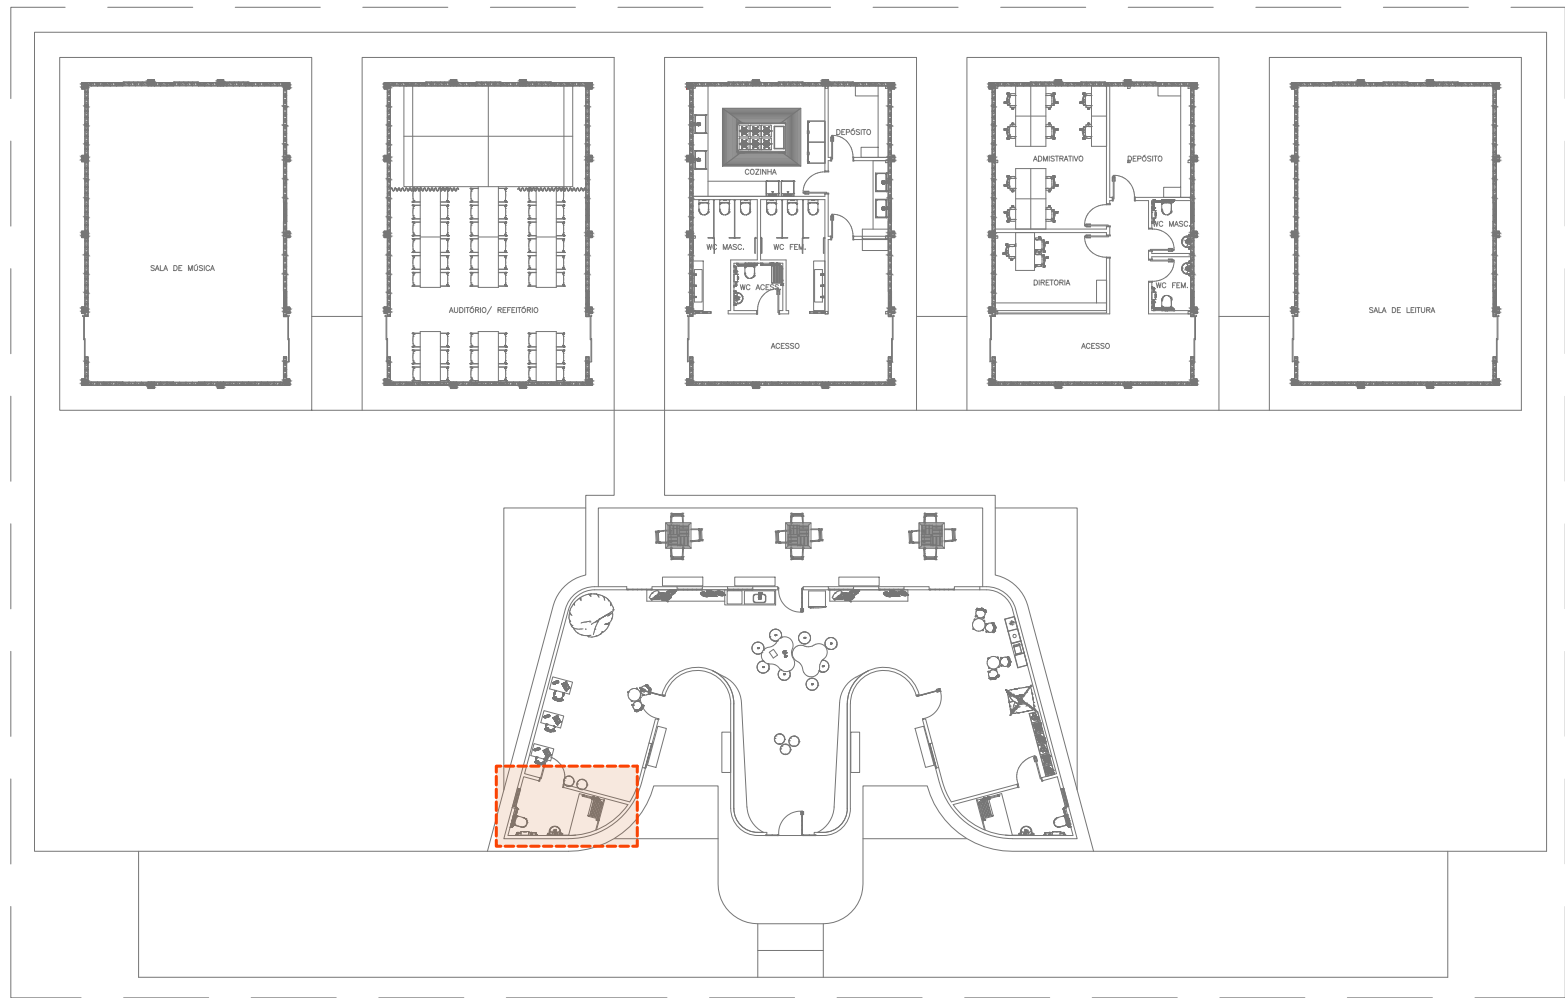 SALA DE MÚSICA
AUDITÓRIO/ REFEITÓRIO
DEPÓSITO
COZINHA
WC MASC.
WC FEM.
WC ACESS
ACESSO
ADMISTRATIVO
DEPÓSITO
WC MASC.
DIRETORIA
WC FEM.
ACESSO
SALA DE LEITURA